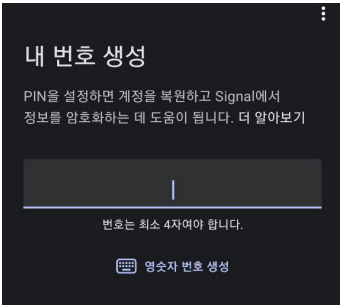 내 번호 생성
PIN을 설정하면 계정을 복원하고 Signal에서
정보를 암호화하는 데 도움이 됩니다. 더 알아보기
번호는 최소 4자여야 합니다.
영숫자 번호 생성